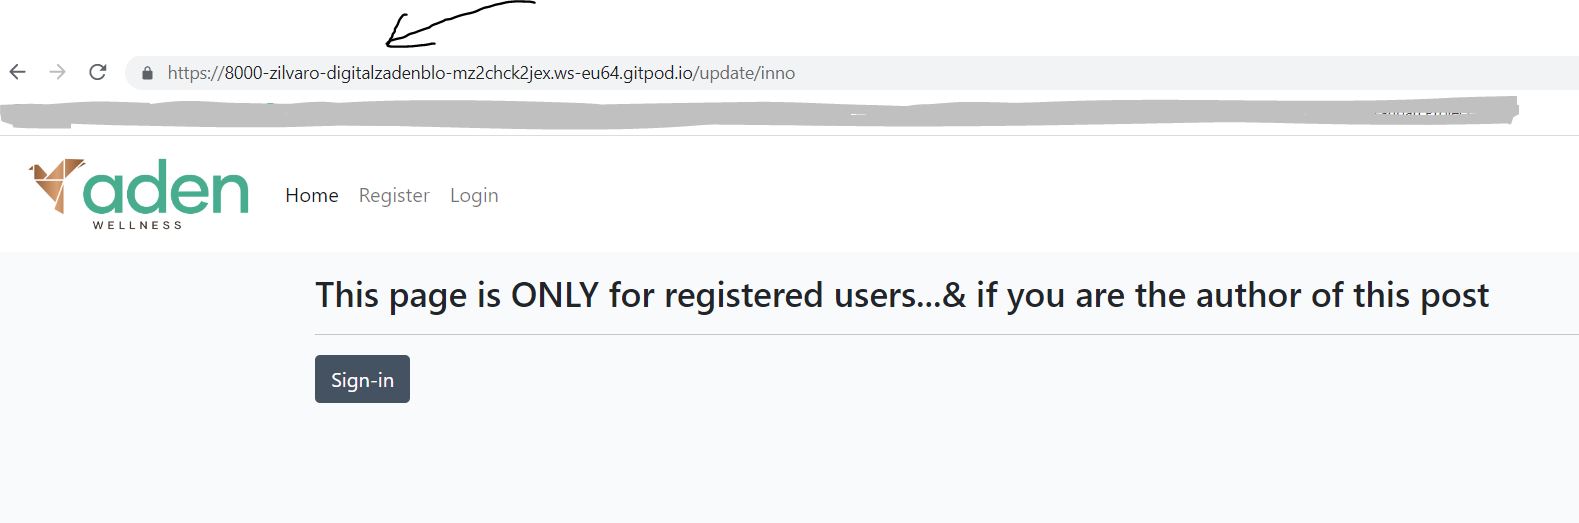 https://8000-zilvaro-digitalzadenblo-mz2chck2jex.ws-eu64.gitpod.io/update/inno
aden
WELLNESS
Home Register Login
This page is ONLY for registered users...& if you are the author of this post
Sign-in